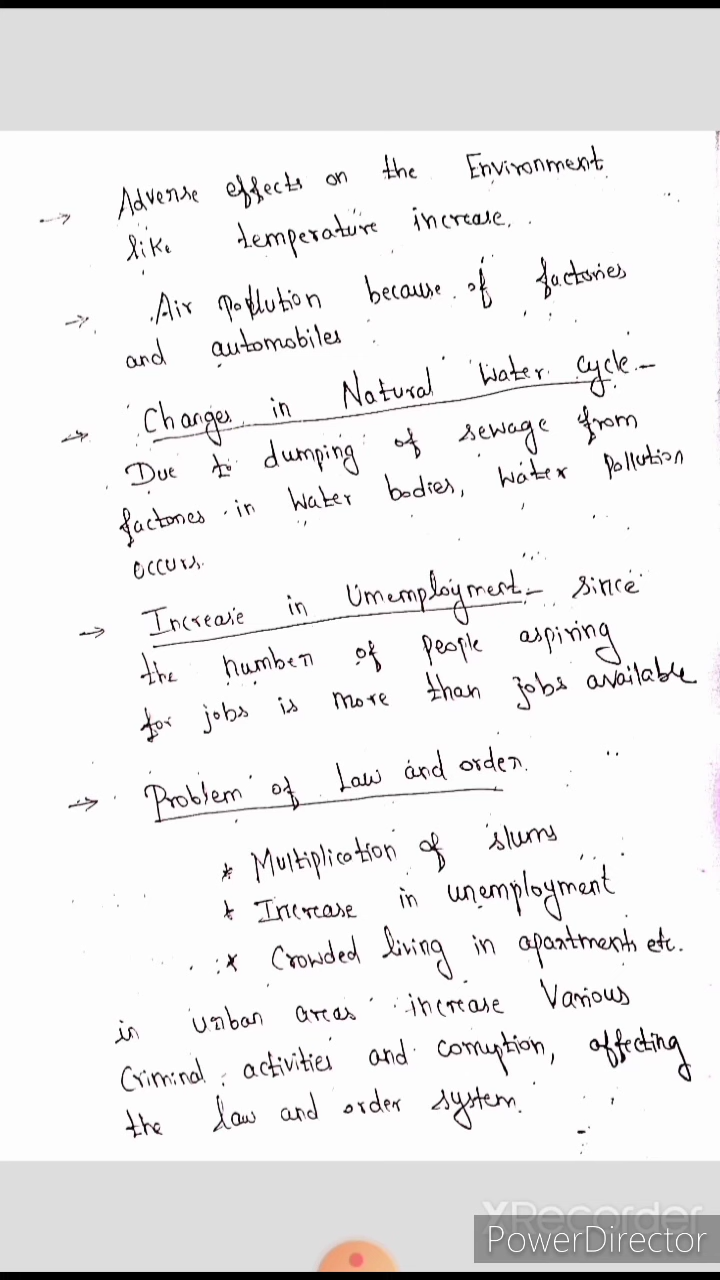 → Adverse effects on the Environment
like temperature increase.
→ Air Pollution because of factories
and automobiles
→ Changes in Natural Water Cycle –
Due to dumping of sewage from
factories in Water bodies, Water Pollution
occurs.
→ Increase in Unemployment – since
the number of people aspiring
for jobs is more than jobs available
→ Problem of Law and order.
* Multiplication of slums
* Increase in unemployment
* Crowded living in apartments etc.
in urban areas increase Various
Criminal activities and corruption, affecting
the law and order system.
XRecorder
PowerDirector